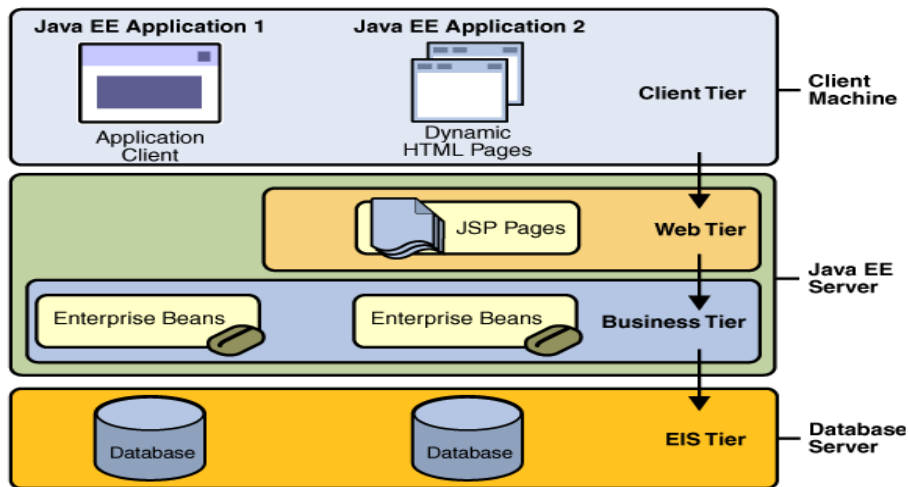 Java EE Application 1
Java EE Application 2
Application
Client
Dynamic
HTML Pages
Client Tier
Client
Machine
JSP Pages
Web Tier
Java EE
Server
Enterprise Beans
Enterprise Beans
Business Tier
Database
Database
EIS Tier
Database
Server